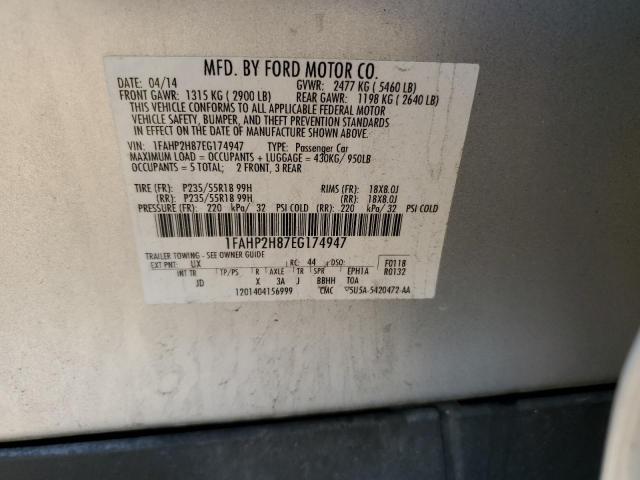 MFD. BY FORD MOTOR CO.
DATE: 04/14 GVWR: 2477 KG ( 5460 LB)
FRONT GAWR: 1315 KG ( 2900 LB) REAR GAWR: 1198 KG ( 2640 LB)
THIS VEHICLE CONFORMS TO ALL APPLICABLE FEDERAL MOTOR
VEHICLE SAFETY, BUMPER, AND THEFT PREVENTION STANDARDS
IN EFFECT ON THE DATE OF MANUFACTURE SHOWN ABOVE.
VIN: 1FAHP2H87EG174947 TYPE: Passenger Car
MAXIMUM LOAD = OCCUPANTS + LUGGAGE = 430KG/ 950LB
OCCUPANTS = 5 TOTAL; 2 FRONT, 3 REAR
TIRE (FR): P235/55R18 99H RIMS (FR): 18X8.0J
(RR): P235/55R18 99H (RR): 18X8.0J
PRESSURE (FR): 220 kPa/ 32 PSI COLD (RR): 220 kPa/ 32 PSI COLD
1FAHP2H87EG174947
TRAILER TOWING - SEE OWNER GUIDE
EXT PNT: UX RC: 44 DSO: F0118
INT TR TP/PS R AXLE TR SPR EPH1A R0132
JD X 3A J BBHH TOA
1201404156999 CMC 5U5A-5420472-AA